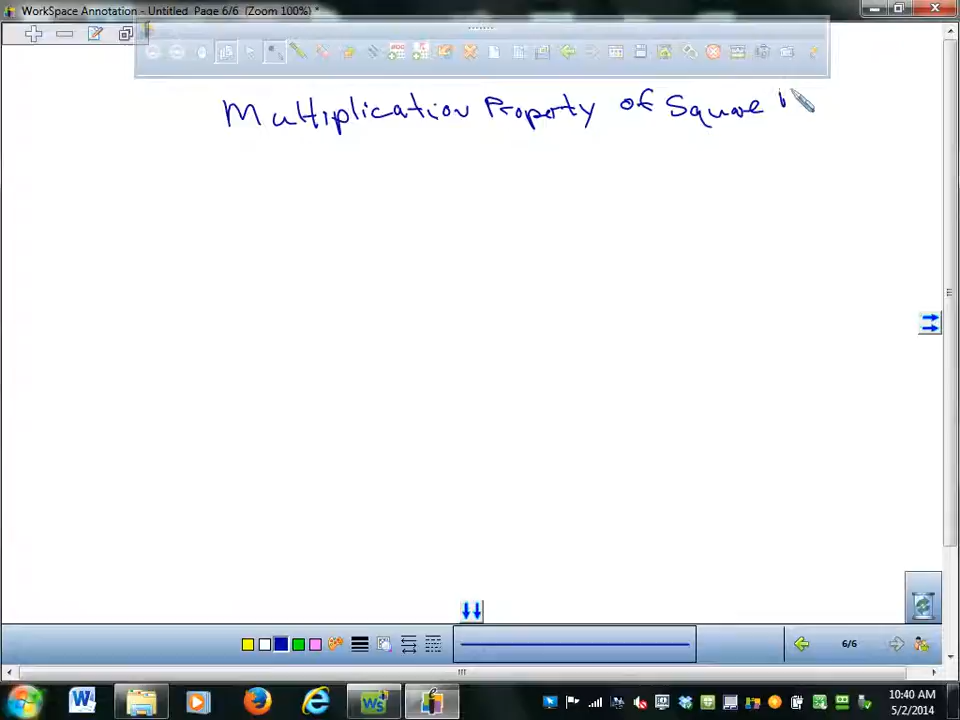 WorkSpace Annotation - Untitled Page 6/6 (Zoom 100%) *
Multiplication Property of Square
6/6
10:40 AM
5/2/2014